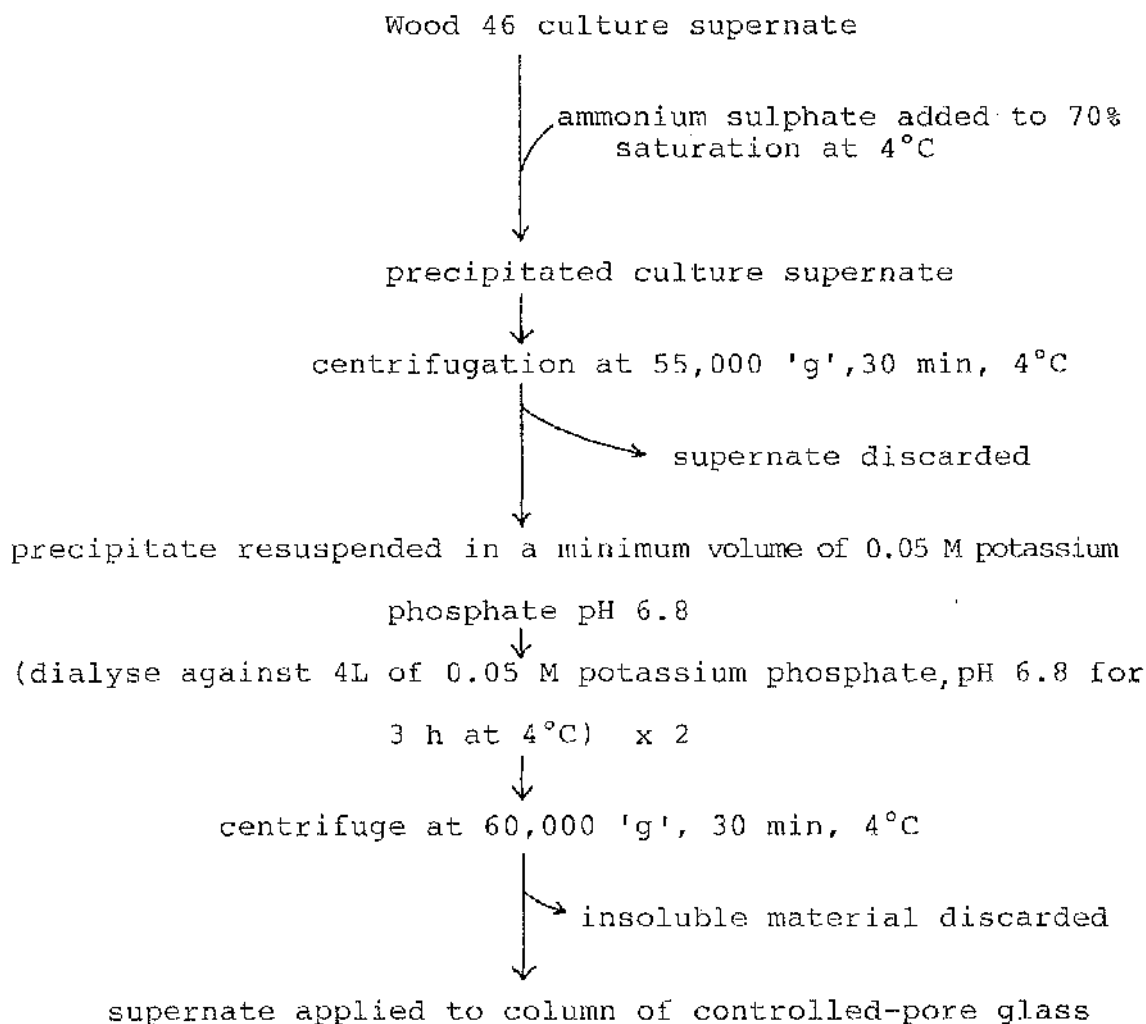 Wood 46 culture supernate
ammonium sulphate added to 70%
saturation at 4°C
precipitated culture supernate
centrifugation at 55,000 'g',30 min, 4°C
supernate discarded
precipitate resuspended in a minimum volume of 0.05 M potassium
phosphate pH 6.8
(dialyse against 4L of 0.05 M potassium phosphate,pH 6.8 for
3 h at 4°C) x 2
centrifuge at 60,000 'g', 30 min, 4°C
insoluble material discarded
supernate applied to column of controlled-pore glass